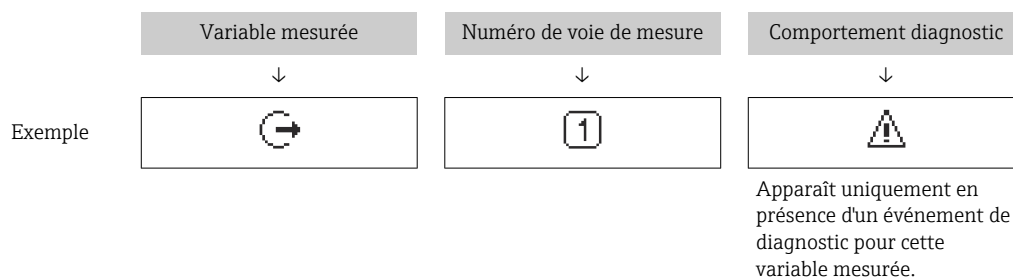 Variable mesurée
Numéro de voie de mesure
Comportement diagnostic
↓
↓
↓
Exemple
1
Apparaît uniquement en
présence d'un événement de
diagnostic pour cette
variable mesurée.